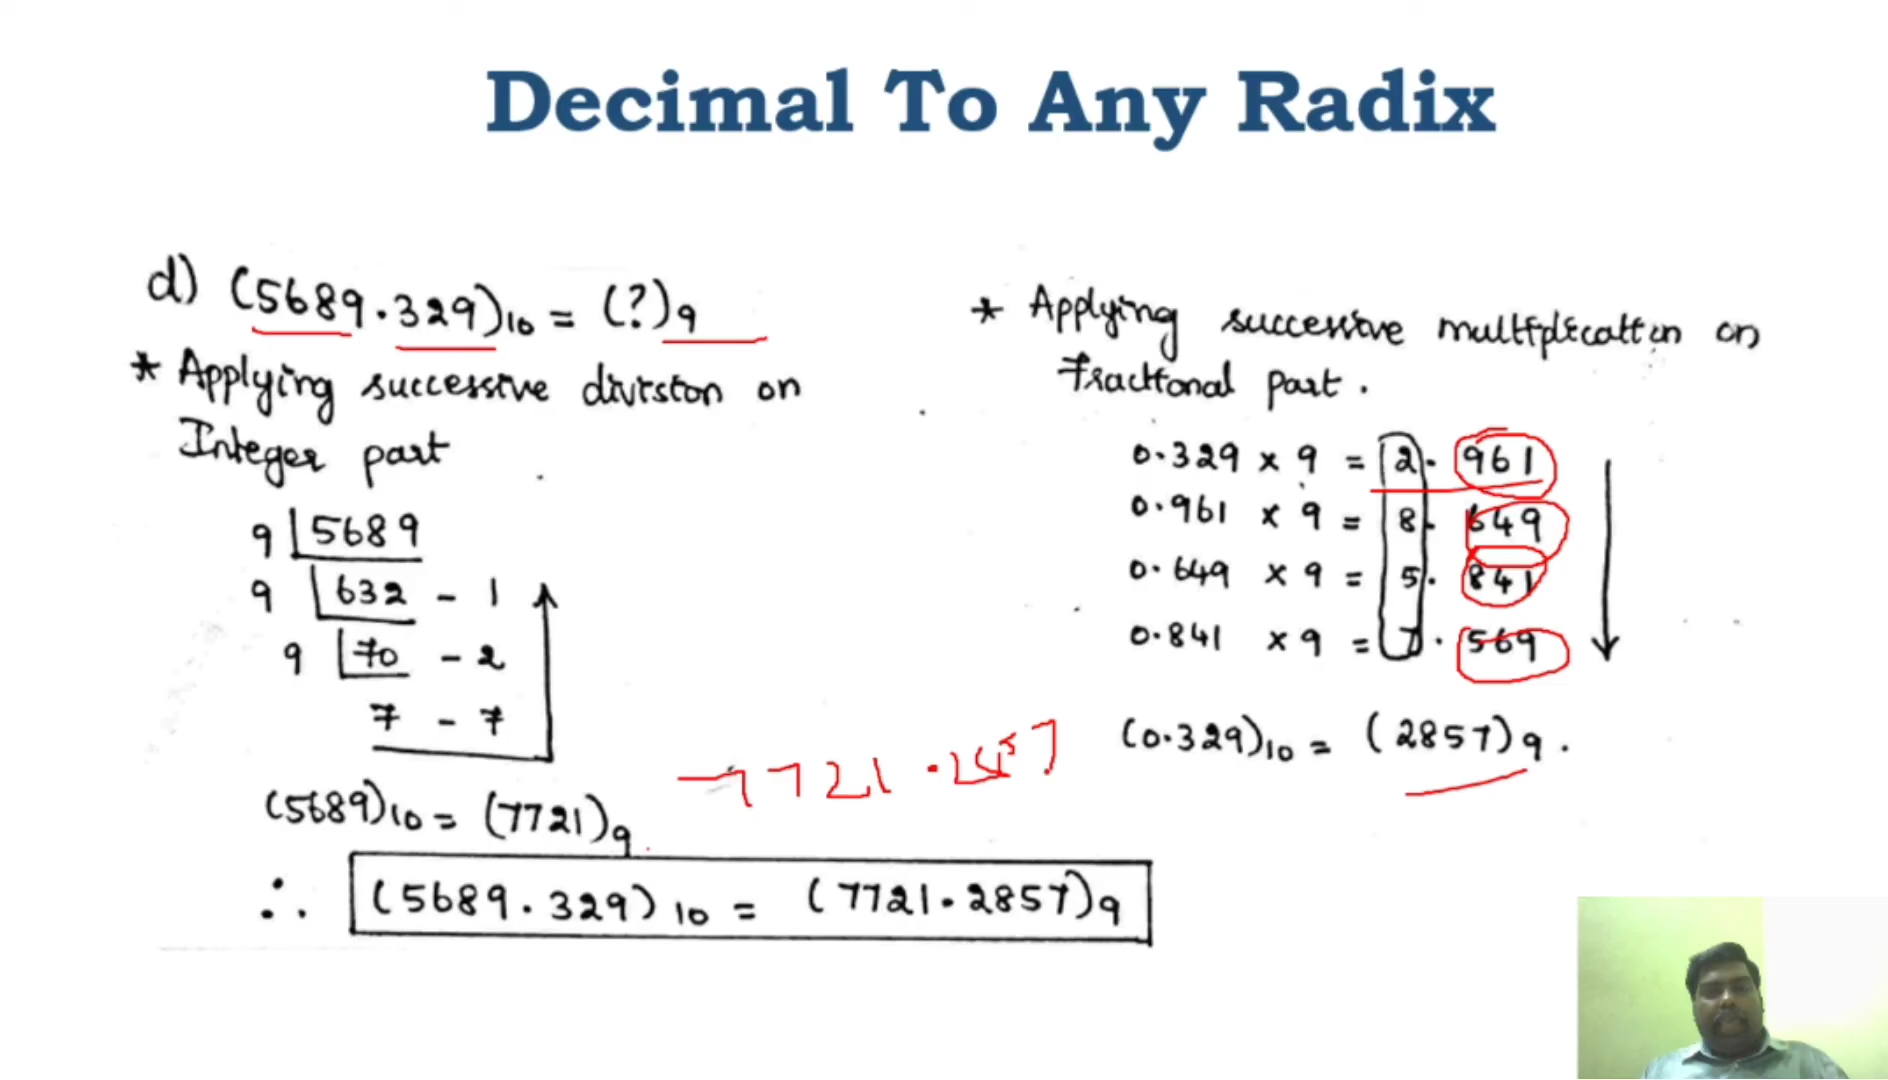 Decimal To Any Radix
d) (5689.329)10 = (?)9
* Applying successive division on
Integer part
9 5689
9 632 - 1
9 70 - 2
7 - 7
(5689)10 = (7721)9
* Applying successive multiplication on
Fractional part.
0.329 x 9 = 2.961
0.961 x 9 = 8.649
0.649 x 9 = 5.841
0.841 x 9 = 7.569
(0.329)10 = (2857)9.
7721.2857
∴ (5689.329)10 = (7721.2857)9